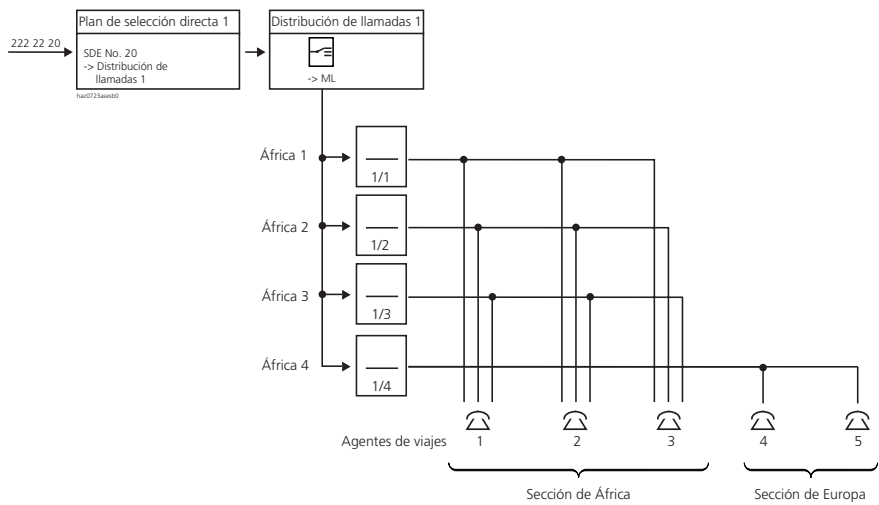 Plan de selección directa 1
Distribución de llamadas 1
222 22 20
SDE No. 20
-> Distribución de
llamadas 1
-> ML
haz0723aaesb0
África 1
1/1
África 2
1/2
África 3
1/3
África 4
1/4
Agentes de viajes
1
2
3
4
5
Sección de África
Sección de Europa